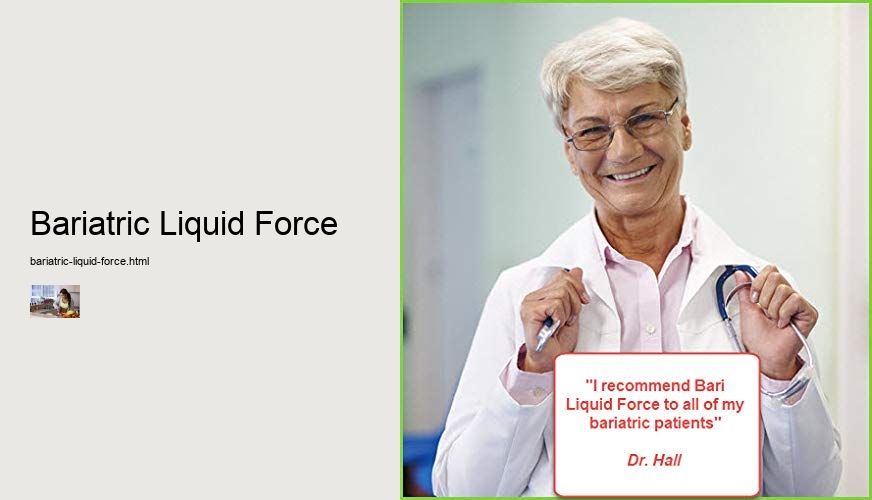 Bariatric Liquid Force
bariatric-liquid-force.html
"I recommend Bari
Liquid Force to all of my
bariatric patients"
Dr. Hall